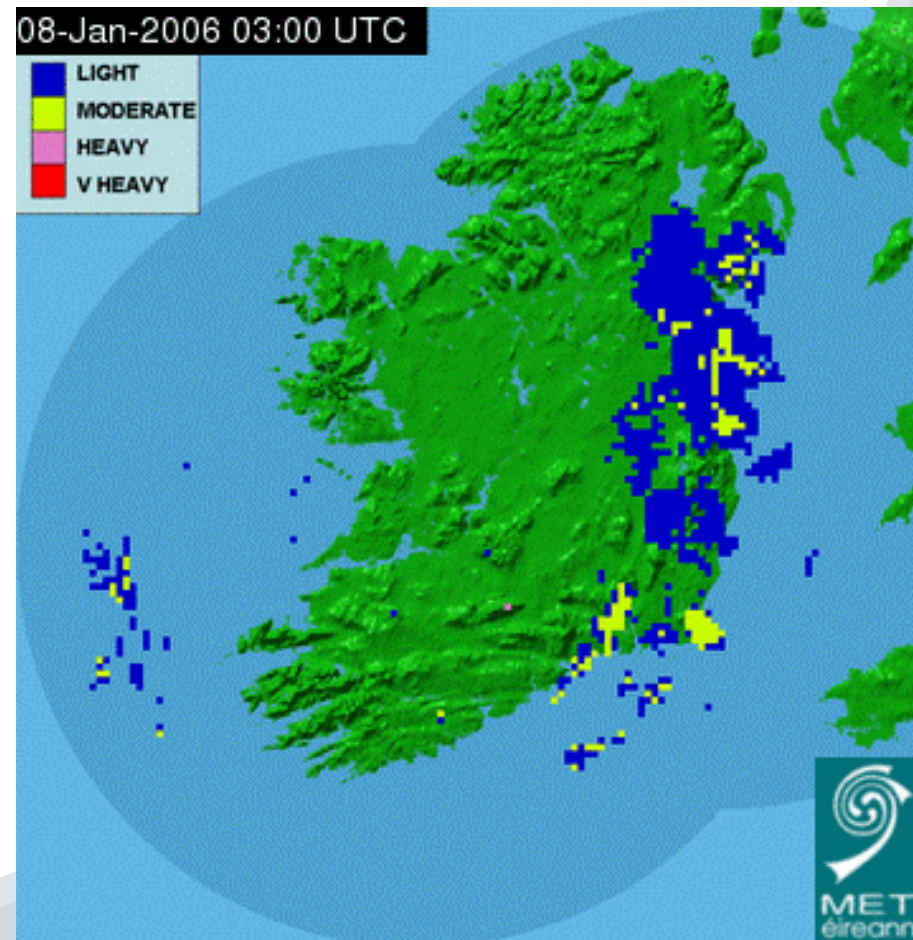 08-Jan-2006 03:00 UTC
LIGHT
MODERATE
HEAVY
V HEAVY
MET
éireann